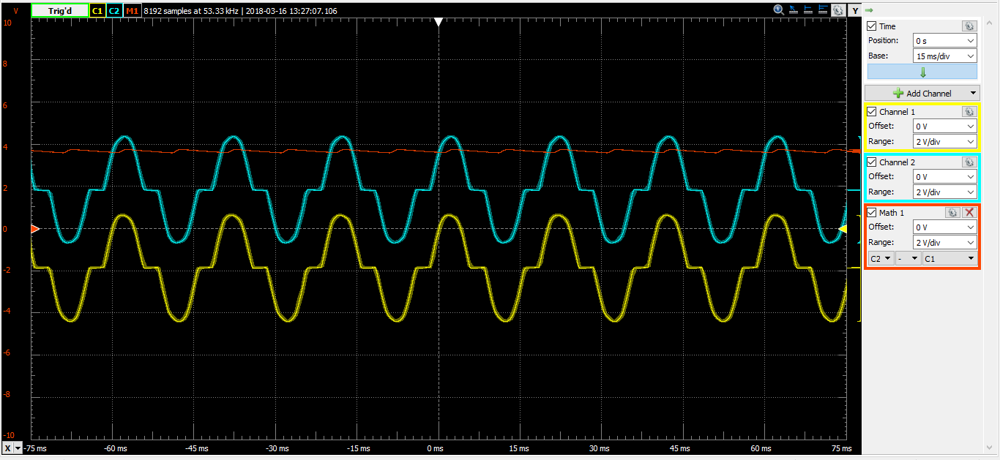 V Trig'd C1 C2 M1 8192 samples at 53.33 kHz | 2018-03-16 13:27:07.106 Y
10
8
6
4
2
0
-2
-4
-6
-8
-10
X -75 ms -60 ms -45 ms -30 ms -15 ms 0 ms 15 ms 30 ms 45 ms 60 ms 75 ms
Time
Position: 0 s
Base: 15 ms/div
Add Channel
Channel 1
Offset: 0 V
Range: 2 V/div
Channel 2
Offset: 0 V
Range: 2 V/div
Math 1
Offset: 0 V
Range: 2 V/div
C2 - C1